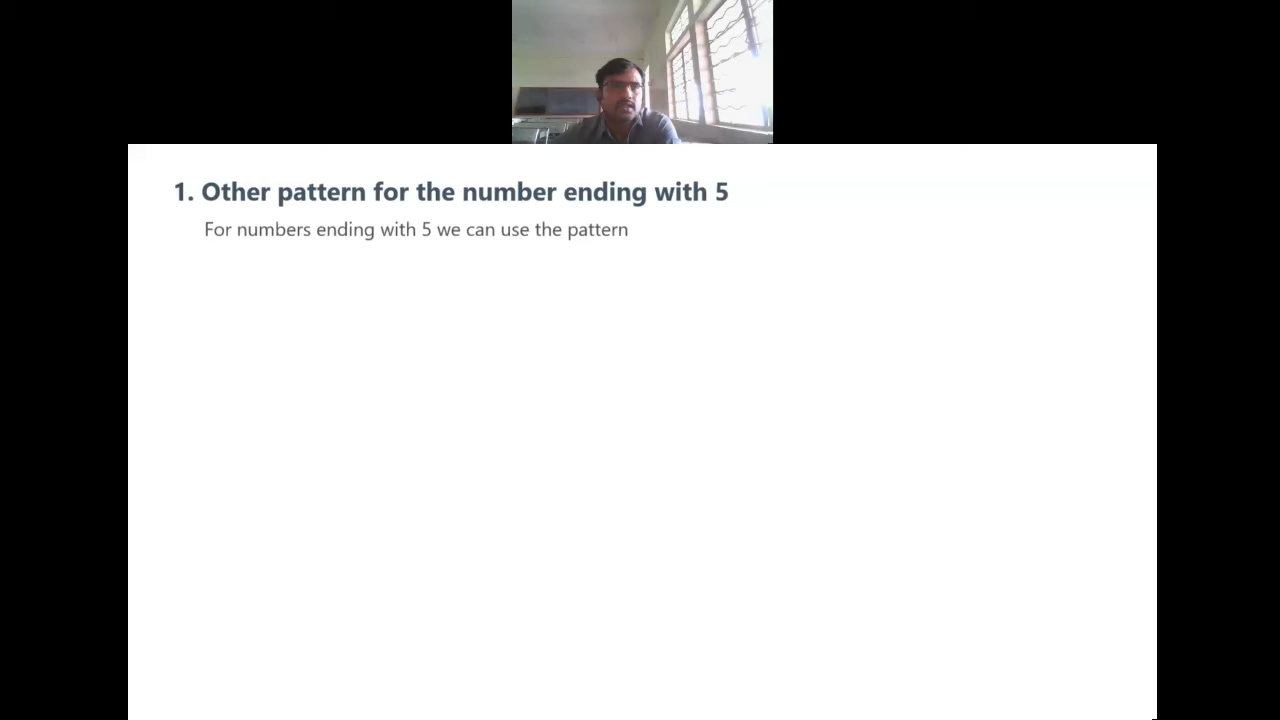 1. Other pattern for the number ending with 5
For numbers ending with 5 we can use the pattern